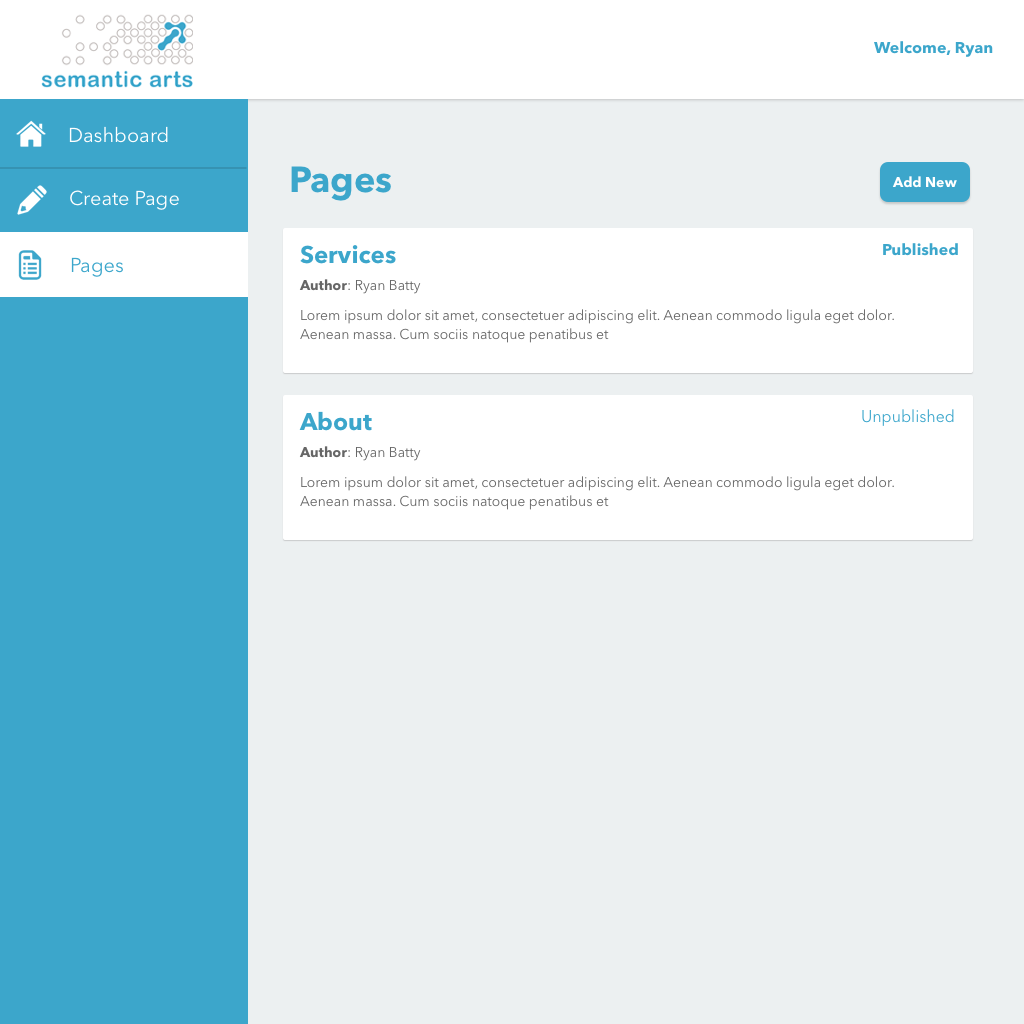 semantic arts
Welcome, Ryan
Dashboard
Create Page
Pages
Pages
Add New
Services
Published
Author: Ryan Batty
Lorem ipsum dolor sit amet, consectetuer adipiscing elit. Aenean commodo ligula eget dolor.
Aenean massa. Cum sociis natoque penatibus et
About
Unpublished
Author: Ryan Batty
Lorem ipsum dolor sit amet, consectetuer adipiscing elit. Aenean commodo ligula eget dolor.
Aenean massa. Cum sociis natoque penatibus et